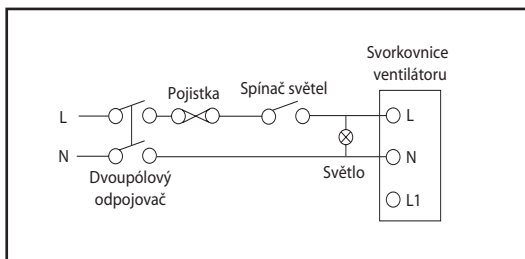 Svorkovnice
ventilátoru
Pojistka
Spínač světel
L
L
N
N
Dvoupólový
odpojovač
Světlo
L1